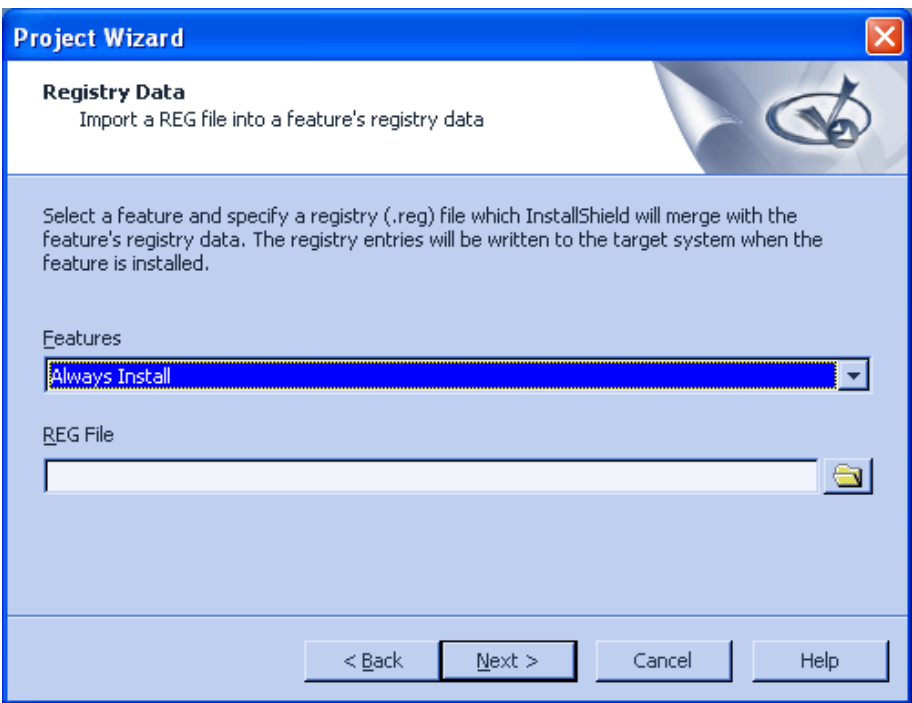 Project Wizard
Registry Data
Import a REG file into a feature's registry data
Select a feature and specify a registry (.reg) file which InstallShield will merge with the
feature's registry data. The registry entries will be written to the target system when the
feature is installed.
Features
Always Install
REG File
< Back Next > Cancel Help